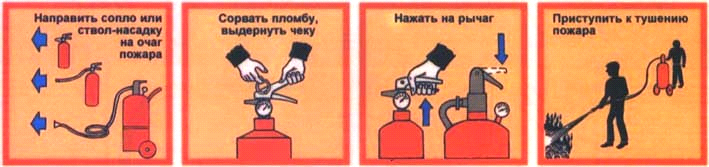 Направить сопло или
ствол-насадку
на очаг
пожара
Сорвать пломбу,
выдернуть чеку
Нажать на рычаг
Приступить к тушению
пожара